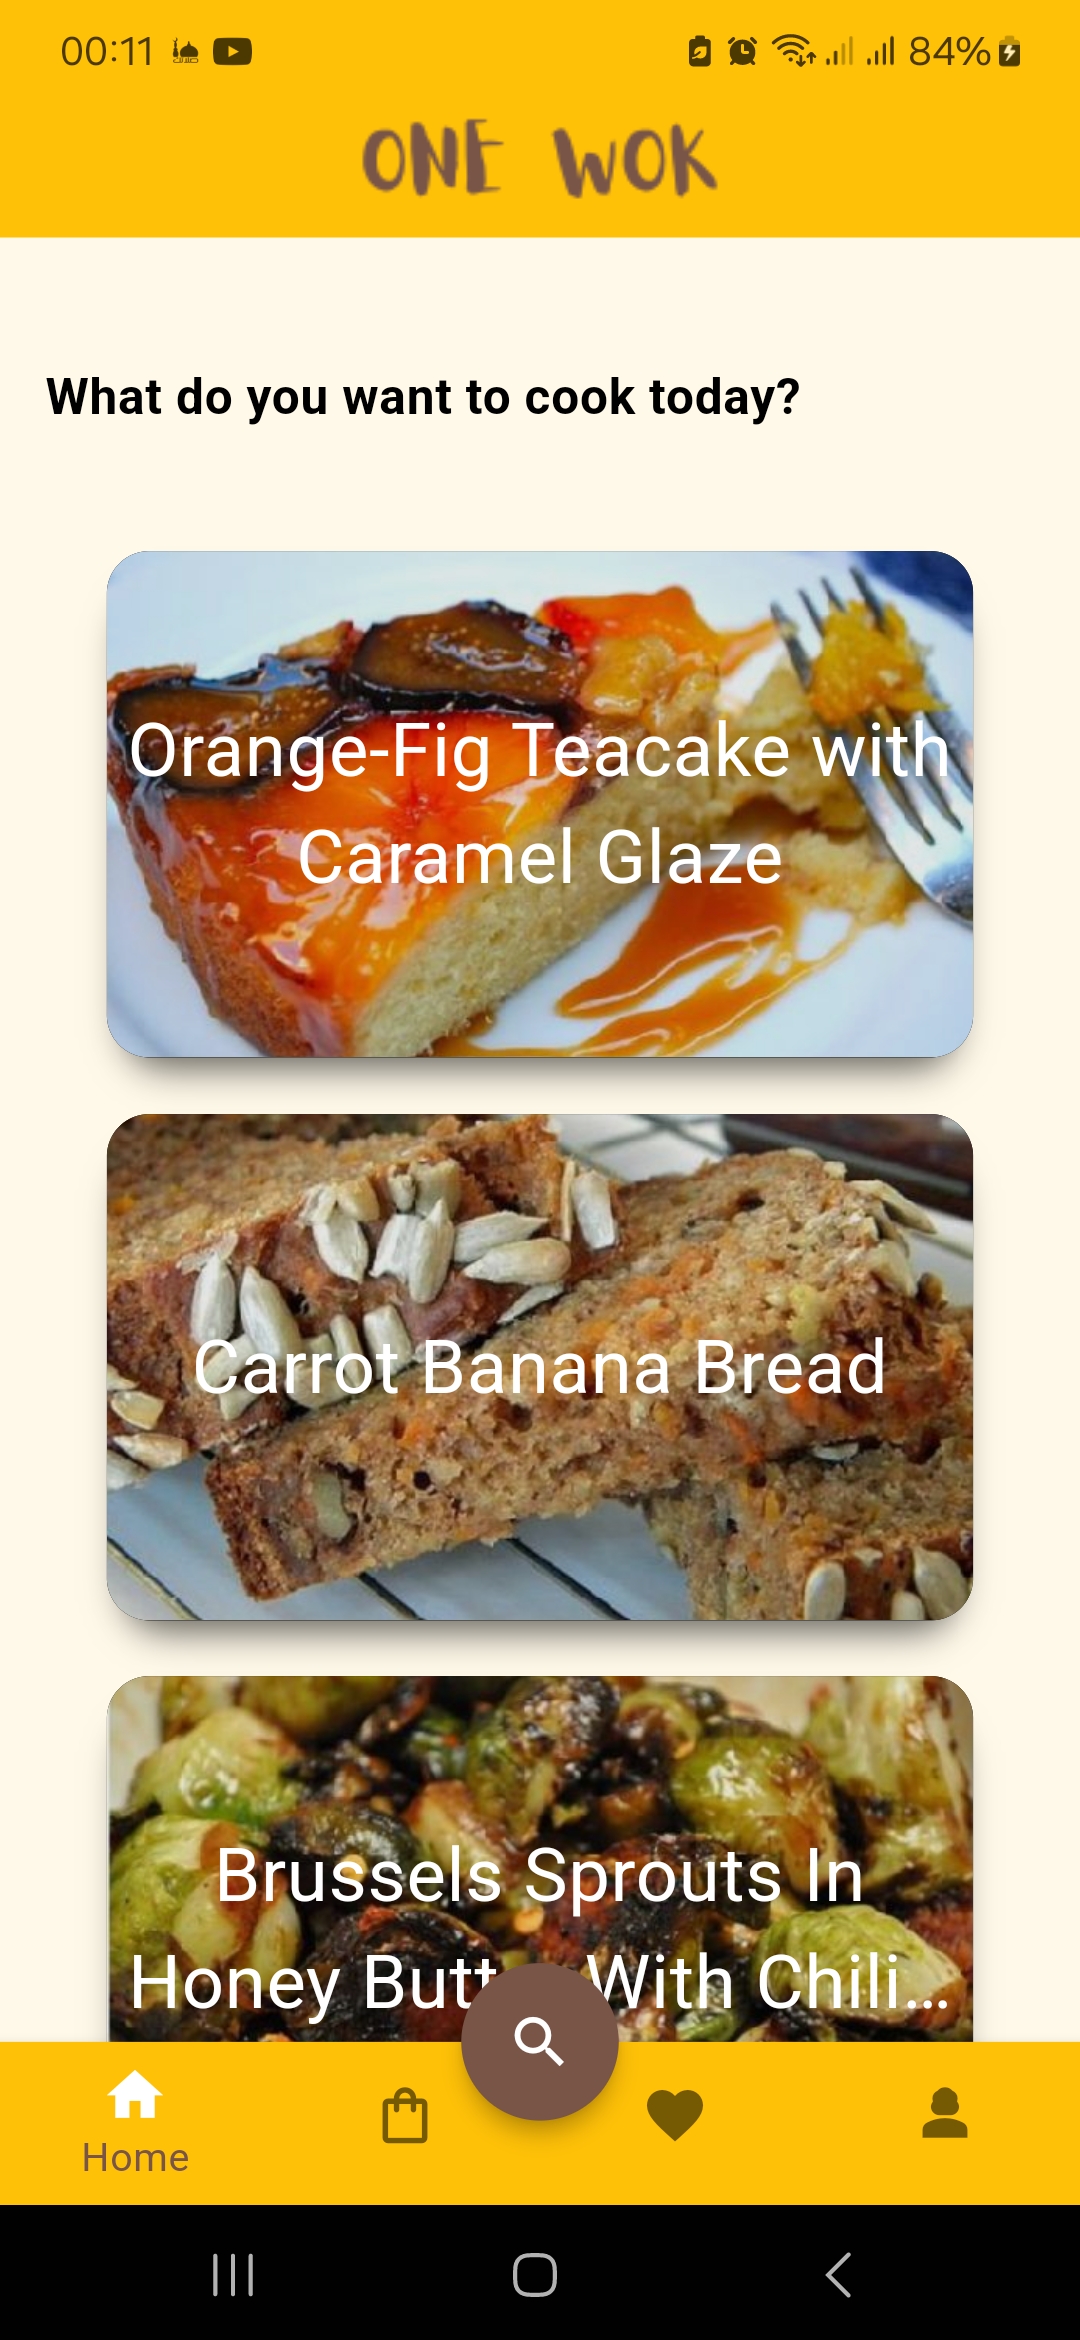 00:11
84%
ONE WOK
What do you want to cook today?
Orange-Fig Teacake with
Caramel Glaze
Carrot Banana Bread
Brussels Sprouts In
Honey Butt With Chili...
Home